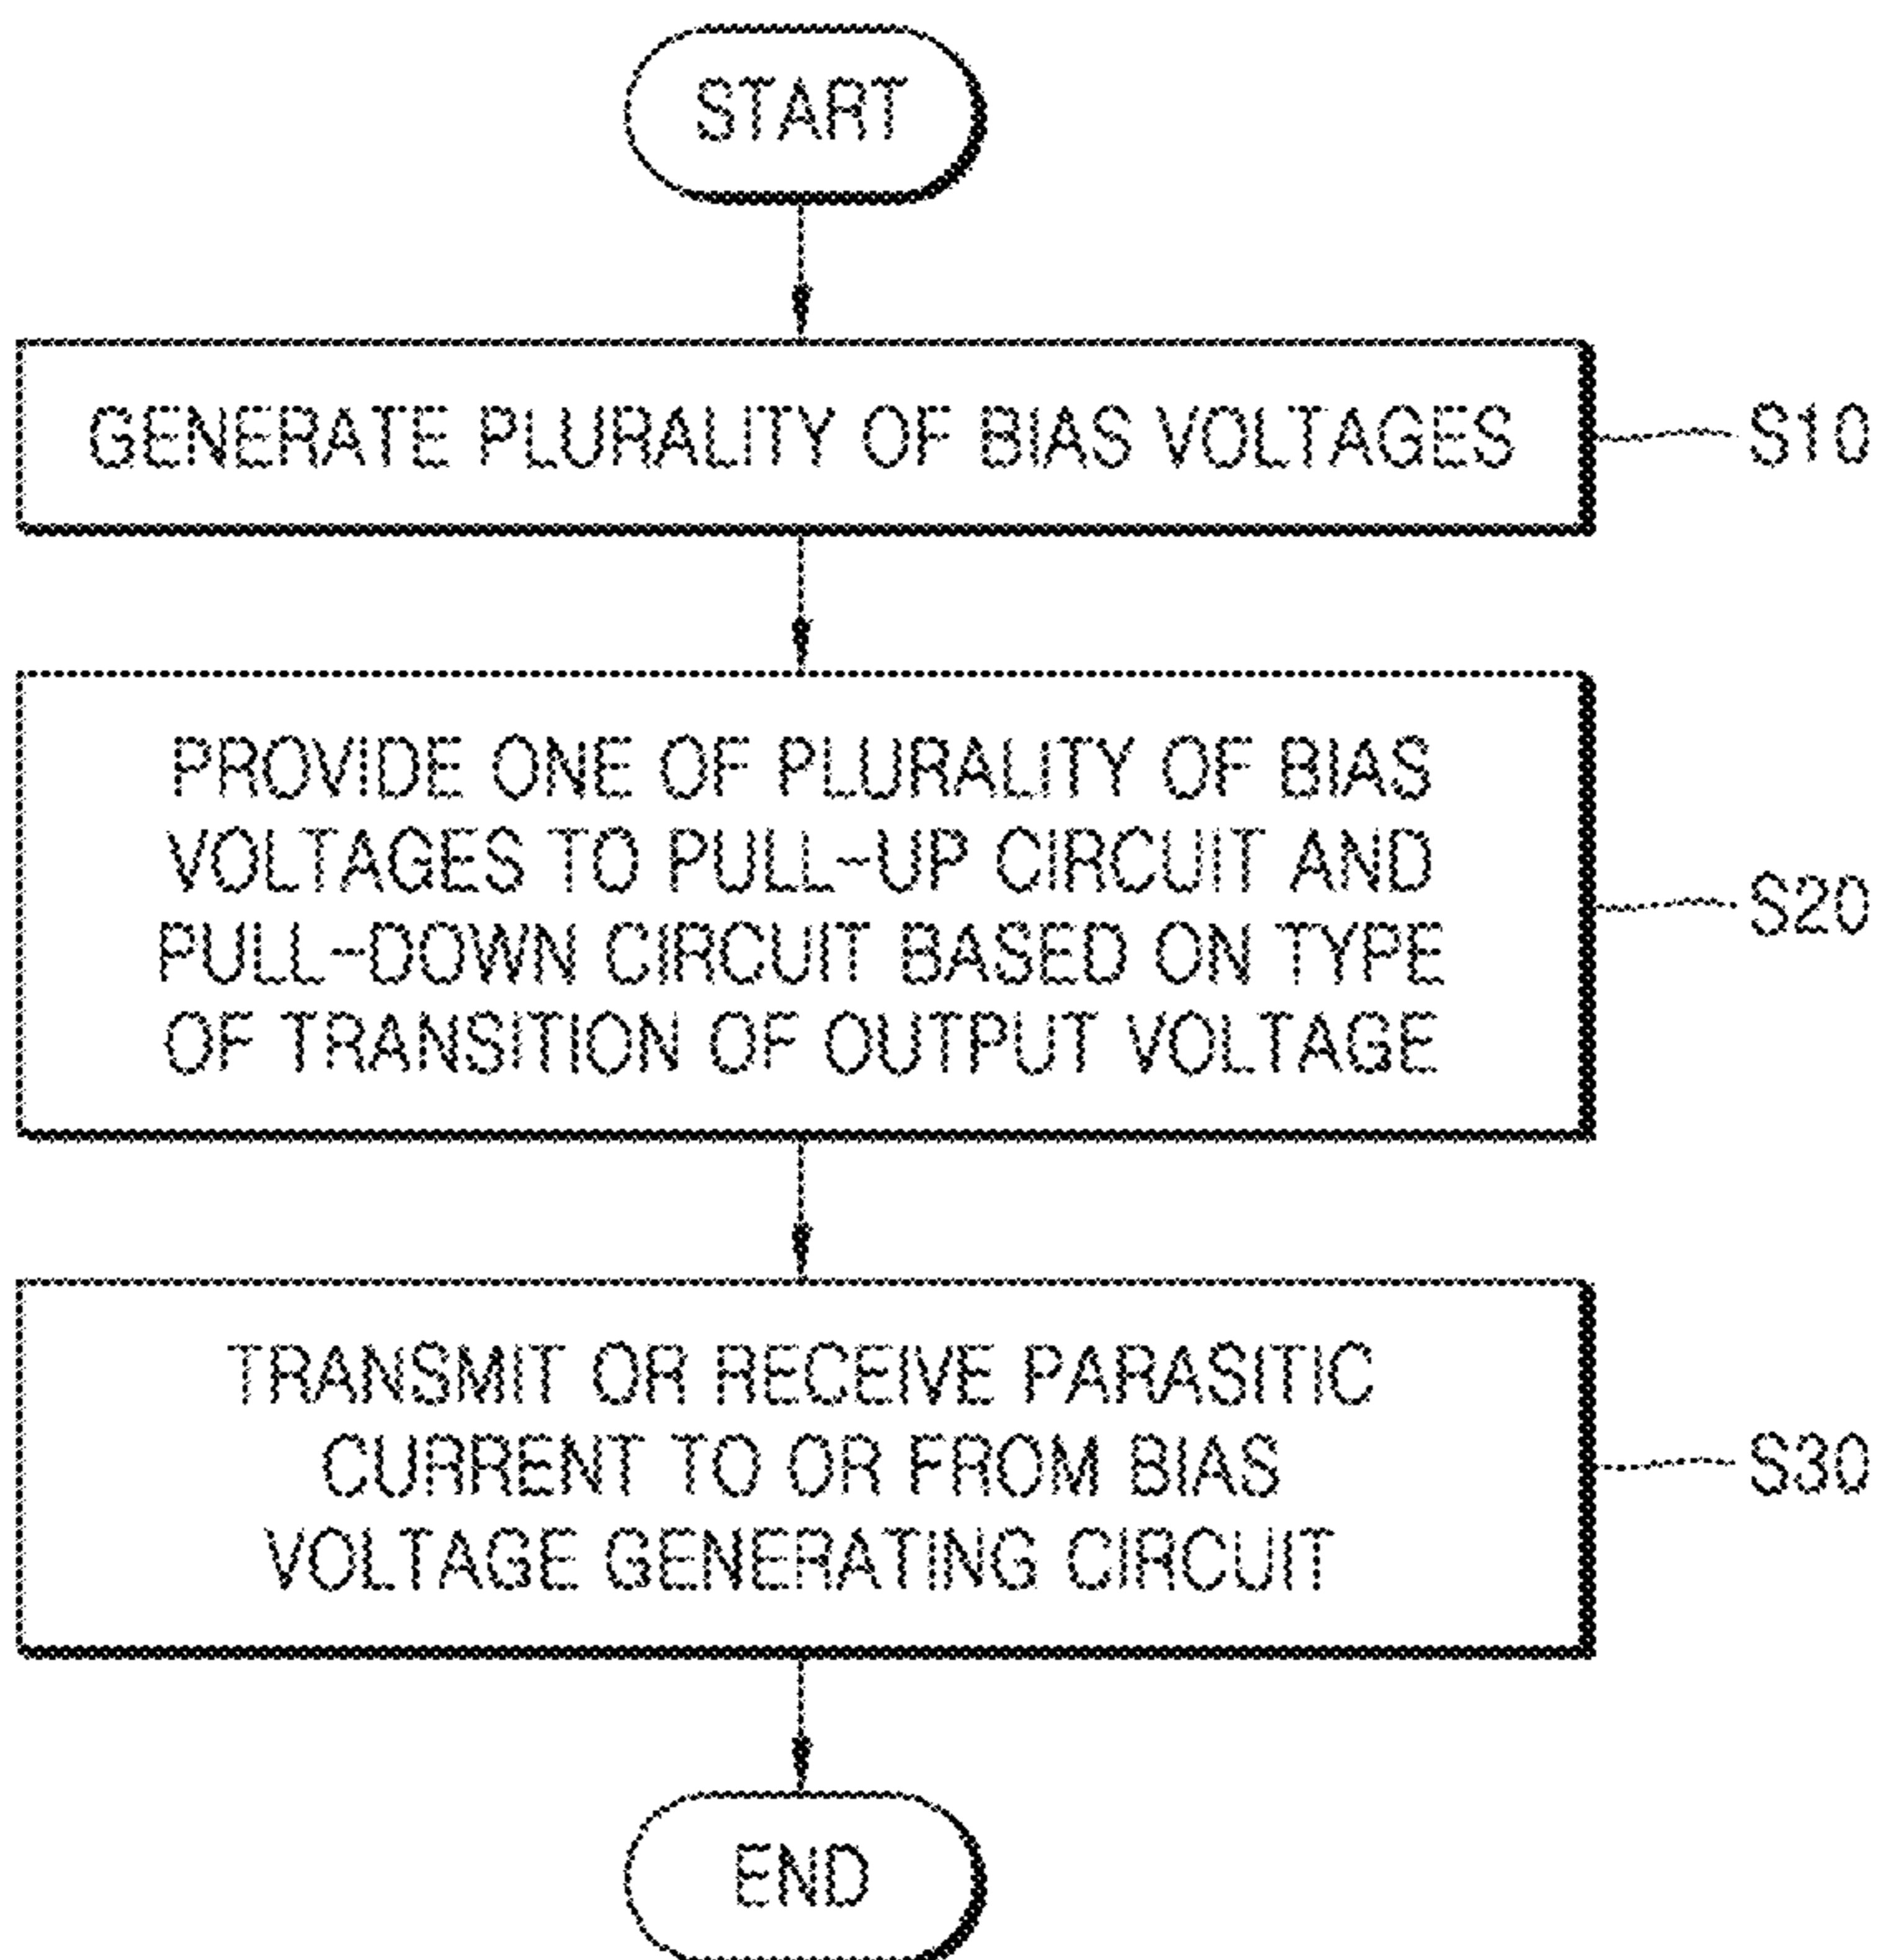 START
GENERATE PLURALITY OF BIAS VOLTAGES
S10
PROVIDE ONE OF PLURALITY OF BIAS
VOLTAGES TO PULL-UP CIRCUIT AND
PULL-DOWN CIRCUIT BASED ON TYPE
OF TRANSITION OF OUTPUT VOLTAGE
S20
TRANSMIT OR RECEIVE PARASITIC
CURRENT TO OR FROM BIAS
VOLTAGE GENERATING CIRCUIT
S30
END